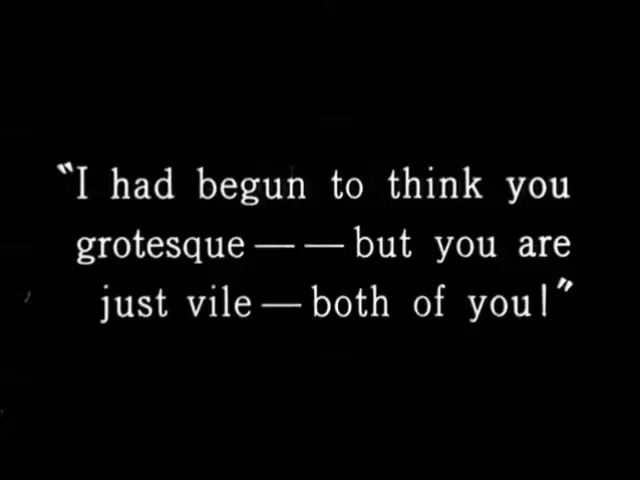 "I had begun to think you
grotesque — — but you are
just vile — both of you!"